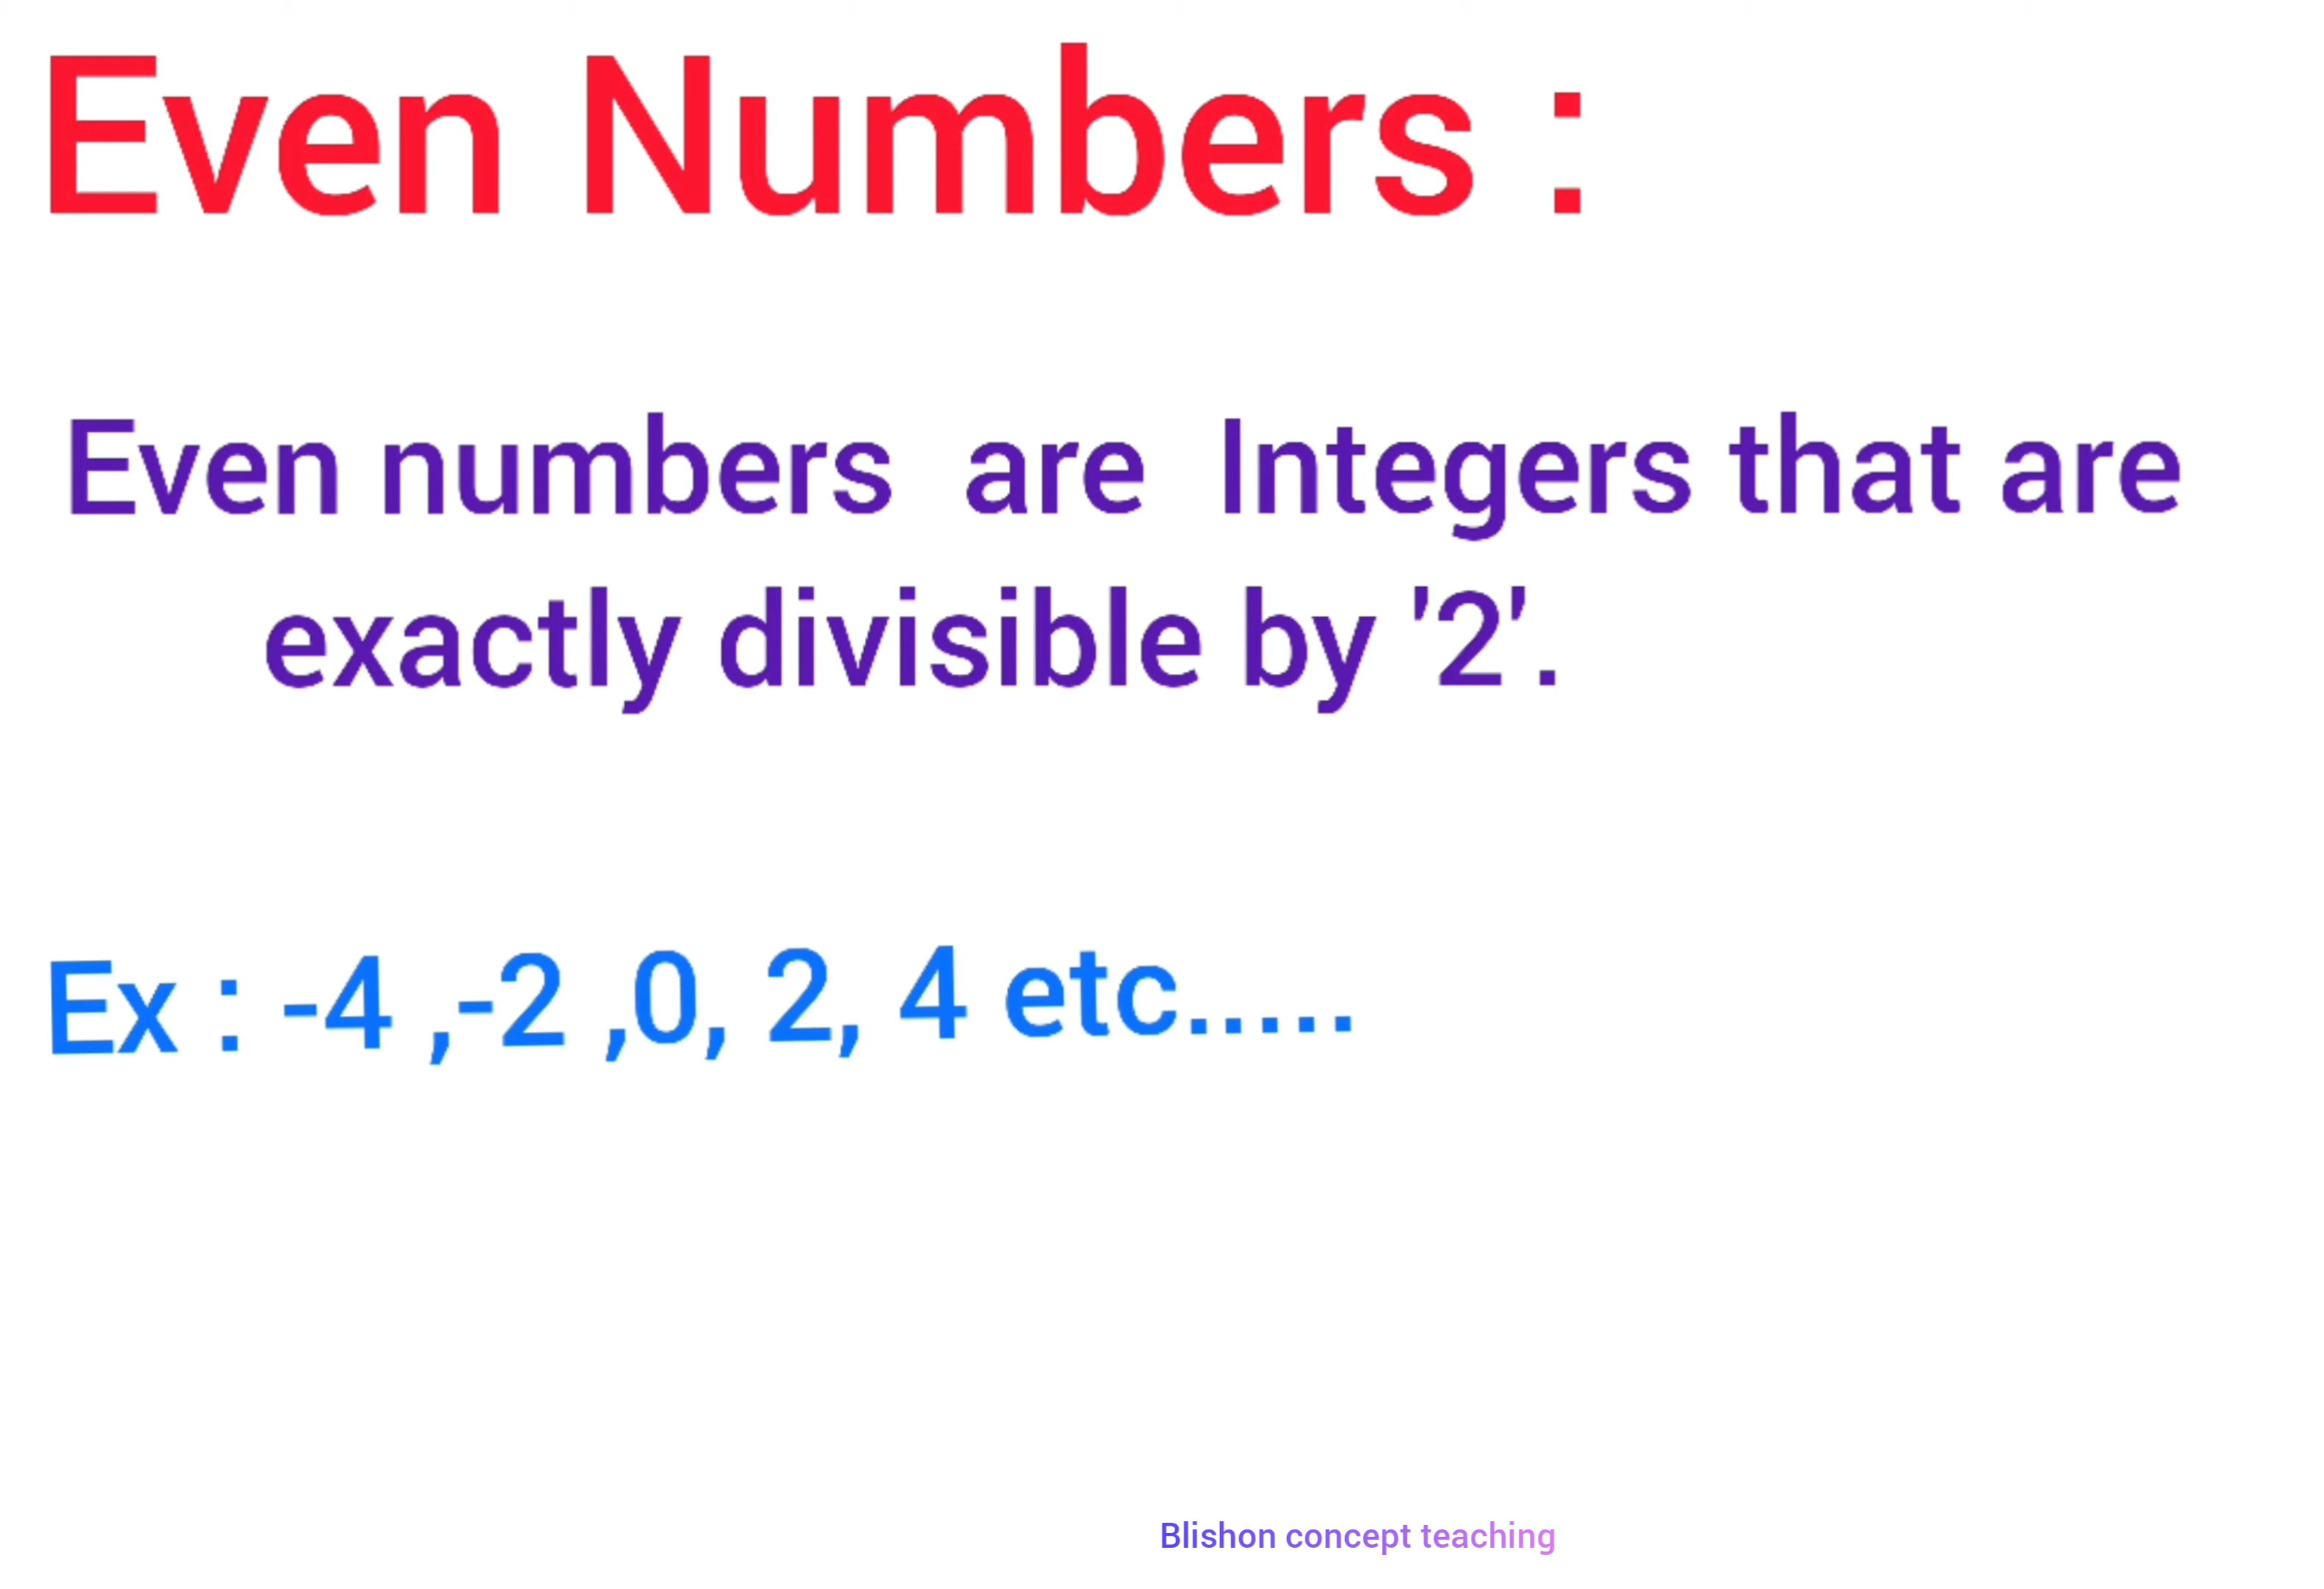 Even Numbers :
Even numbers are Integers that are
exactly divisible by '2'.
Ex : -4 ,-2 ,0, 2, 4 etc.....
Blishon concept teaching